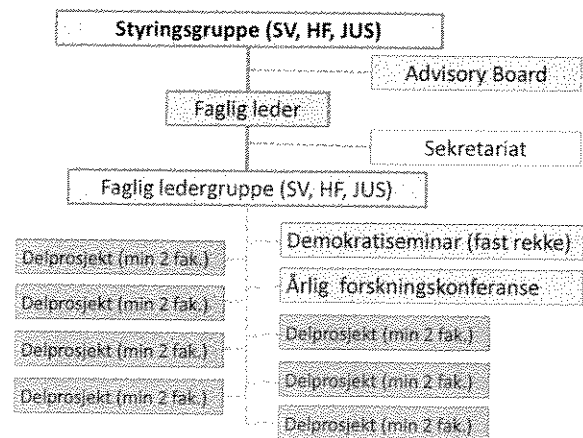 Styringsgruppe (SV, HF, JUS)
Advisory Board
Faglig leder
Sekretariat
Faglig ledergruppe (SV, HF, JUS)
Demokratiseminar (fast rekke)
Delprosjekt (min 2 fak.)
Årlig forskningskonferanse
Delprosjekt (min 2 fak.)
Delprosjekt (min 2 fak.)
Delprosjekt (min 2 fak.)
Delprosjekt (min 2 fak.)
Delprosjekt (min 2 fak.)
Delprosjekt (min 2 fak.)